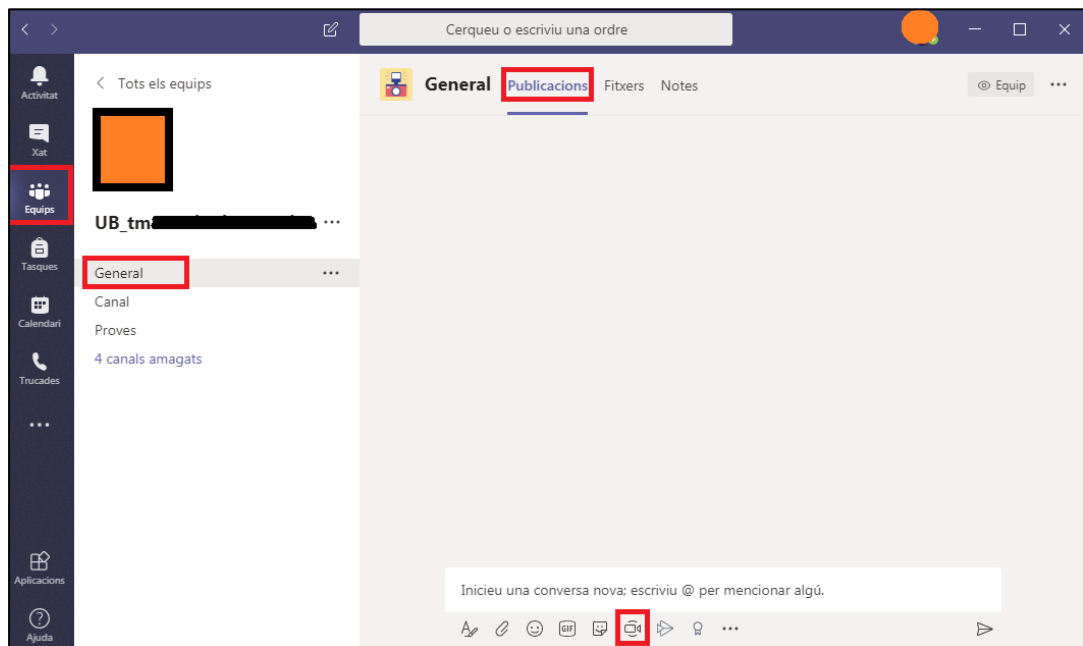 Cerqueu o escriviu una ordre
Activitat
Xat
Equips
Tasques
Calendari
Trucades
Aplicacions
Ajuda
Tots els equips
UB_tm
General
Canal
Proves
4 canals amagats
General Publicacions Fitxers Notes
Equip
Inicieu una conversa nova; escriviu @ per mencionar algú.
GIF